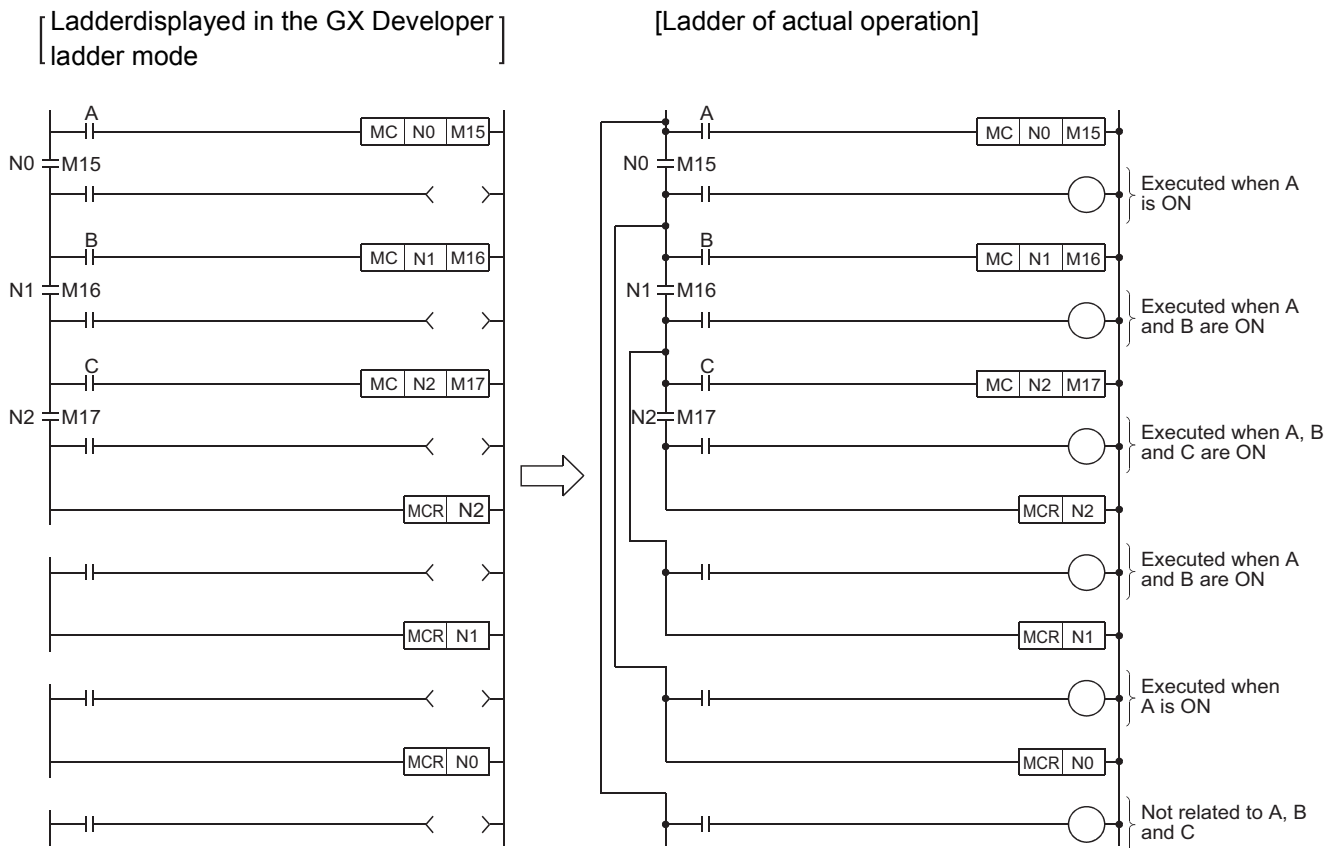 [Ladderdisplayed in the GX Developer
ladder mode]
[Ladder of actual operation]
A
MC N0 M15
N0 M15
B
MC N1 M16
N1 M16
C
MC N2 M17
N2 M17
MCR N2
MCR N1
MCR N0
A
MC N0 M15
N0 M15
Executed when A
is ON
B
MC N1 M16
N1 M16
Executed when A
and B are ON
C
MC N2 M17
N2 M17
Executed when A, B
and C are ON
MCR N2
Executed when A
and B are ON
MCR N1
Executed when
A is ON
MCR N0
Not related to A, B
and C